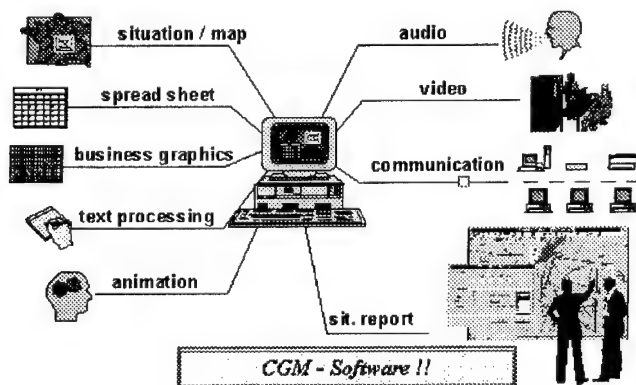 situation / map
audio
spread sheet
video
business graphics
communication
text processing
animation
sit. report
CGM - Software !!